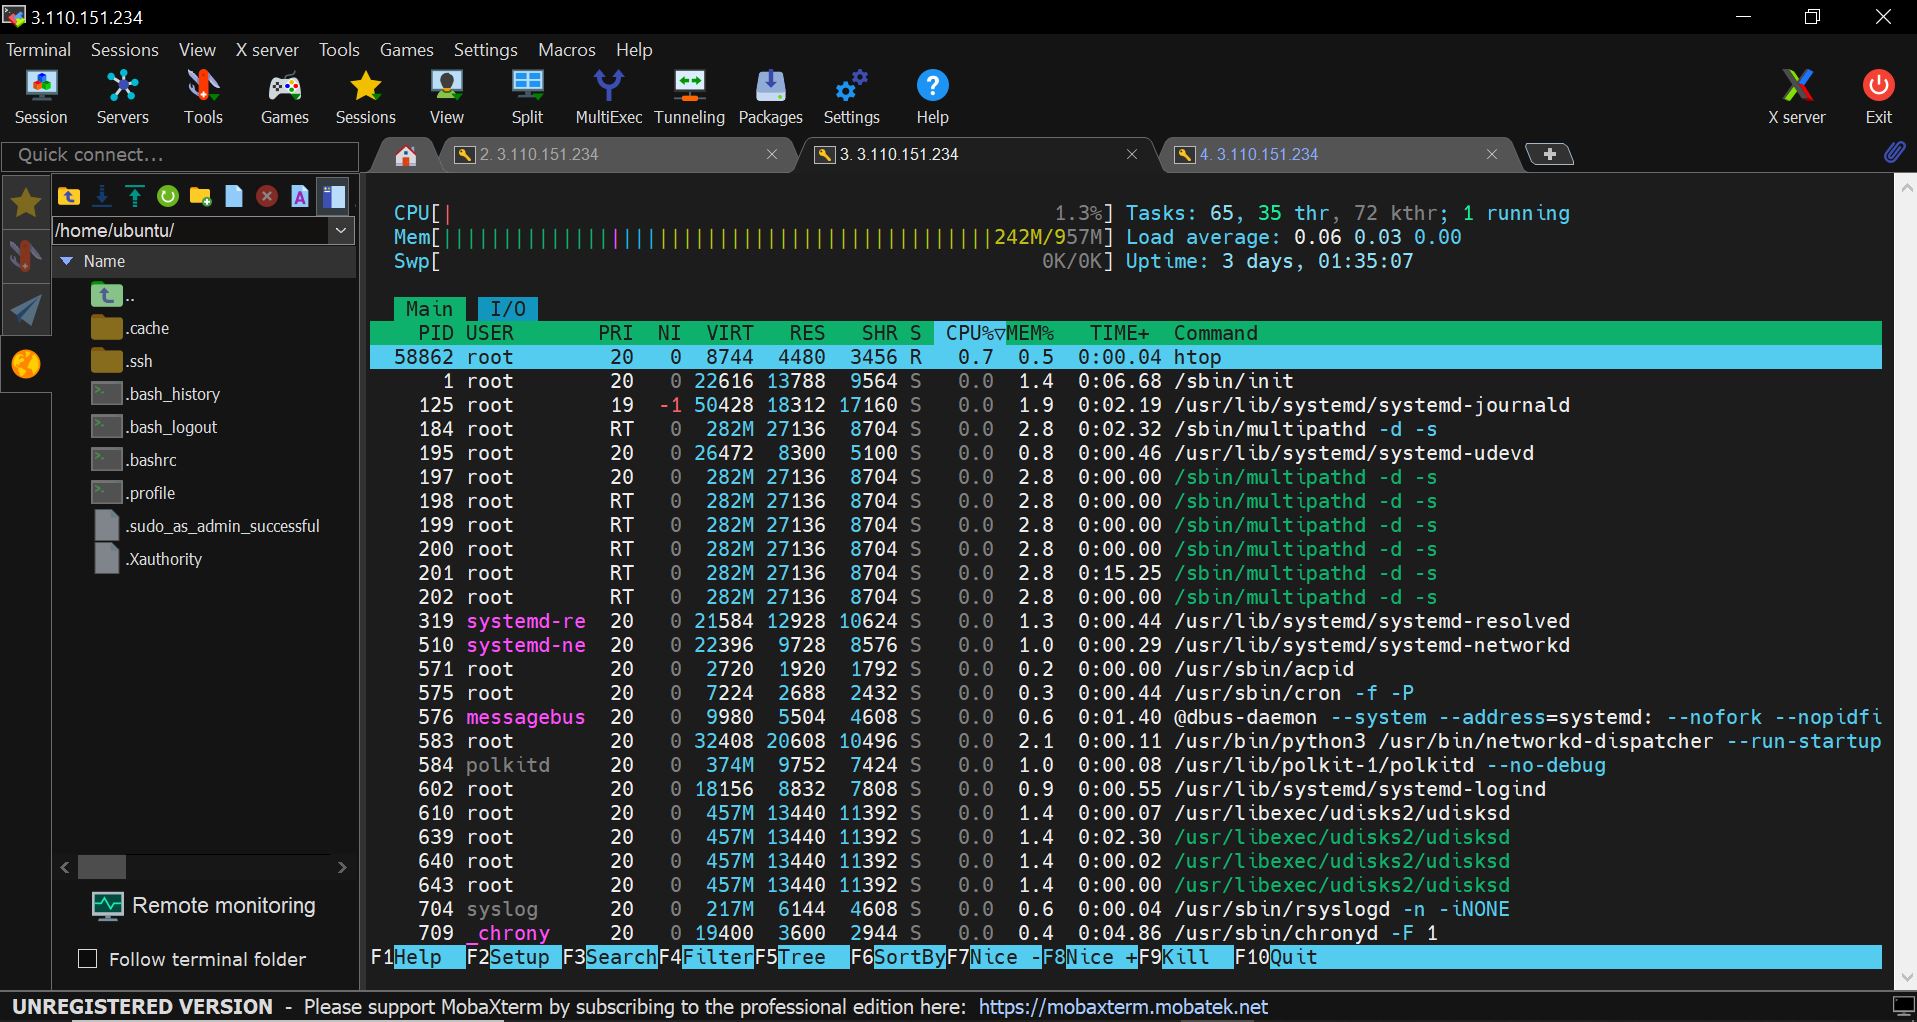 3.110.151.234
Terminal Sessions View X server Tools Games Settings Macros Help
Session Servers Tools Games Sessions View Split MultiExec Tunneling Packages Settings Help X server Exit
Quick connect...
2. 3.110.151.234
3. 3.110.151.234
4. 3.110.151.234
/home/ubuntu/
Name
..
.cache
.ssh
.bash_history
.bash_logout
.bashrc
.profile
.sudo_as_admin_successful
.Xauthority
Remote monitoring
Follow terminal folder
CPU[| 1.3%] Tasks: 65, 35 thr, 72 kthr; 1 running
Mem[||||||||||||||||||||||||||||||||||||||||||||||242M/957M] Load average: 0.06 0.03 0.00
Swp[ 0K/0K] Uptime: 3 days, 01:35:07
Main I/O
PID USER PRI NI VIRT RES SHR S CPU%▽MEM% TIME+ Command
58862 root 20 0 8744 4480 3456 R 0.7 0.5 0:00.04 htop
1 root 20 0 22616 13788 9564 S 0.0 1.4 0:06.68 /sbin/init
125 root 19 -1 50428 18312 17160 S 0.0 1.9 0:02.19 /usr/lib/systemd/systemd-journald
184 root RT 0 282M 27136 8704 S 0.0 2.8 0:02.32 /sbin/multipathd -d -s
195 root 20 0 26472 8300 5100 S 0.0 0.8 0:00.46 /usr/lib/systemd/systemd-udevd
197 root 20 0 282M 27136 8704 S 0.0 2.8 0:00.00 /sbin/multipathd -d -s
198 root RT 0 282M 27136 8704 S 0.0 2.8 0:00.00 /sbin/multipathd -d -s
199 root RT 0 282M 27136 8704 S 0.0 2.8 0:00.00 /sbin/multipathd -d -s
200 root RT 0 282M 27136 8704 S 0.0 2.8 0:00.00 /sbin/multipathd -d -s
201 root RT 0 282M 27136 8704 S 0.0 2.8 0:15.25 /sbin/multipathd -d -s
202 root RT 0 282M 27136 8704 S 0.0 2.8 0:00.00 /sbin/multipathd -d -s
319 systemd-re 20 0 21584 12928 10624 S 0.0 1.3 0:00.44 /usr/lib/systemd/systemd-resolved
510 systemd-ne 20 0 22396 9728 8576 S 0.0 1.0 0:00.29 /usr/lib/systemd/systemd-networkd
571 root 20 0 2720 1920 1792 S 0.0 0.2 0:00.00 /usr/sbin/acpid
575 root 20 0 7224 2688 2432 S 0.0 0.3 0:00.44 /usr/sbin/cron -f -P
576 messagebus 20 0 9980 5504 4608 S 0.0 0.6 0:01.40 @dbus-daemon --system --address=systemd: --nofork --nopidfi
583 root 20 0 32408 20608 10496 S 0.0 2.1 0:00.11 /usr/bin/python3 /usr/bin/networkd-dispatcher --run-startup
584 polkitd 20 0 374M 9752 7424 S 0.0 1.0 0:00.08 /usr/lib/polkit-1/polkitd --no-debug
602 root 20 0 18156 8832 7808 S 0.0 0.9 0:00.55 /usr/lib/systemd/systemd-logind
610 root 20 0 457M 13440 11392 S 0.0 1.4 0:00.07 /usr/libexec/udisks2/udisksd
639 root 20 0 457M 13440 11392 S 0.0 1.4 0:02.30 /usr/libexec/udisks2/udisksd
640 root 20 0 457M 13440 11392 S 0.0 1.4 0:00.02 /usr/libexec/udisks2/udisksd
643 root 20 0 457M 13440 11392 S 0.0 1.4 0:00.00 /usr/libexec/udisks2/udisksd
704 syslog 20 0 217M 6144 4608 S 0.0 0.6 0:00.04 /usr/sbin/rsyslogd -n -iNONE
709 _chrony 20 0 19400 3600 2944 S 0.0 0.4 0:04.86 /usr/sbin/chronyd -F 1
F1Help F2Setup F3SearchF4FilterF5Tree F6SortByF7Nice -F8Nice +F9Kill F10Quit
UNREGISTERED VERSION - Please support MobaXterm by subscribing to the professional edition here: https://mobaxterm.mobatek.net